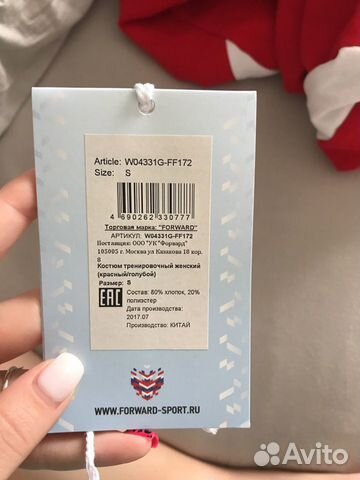 Article: W04331G-FF172
Size: S
4 690262 330777
Торговая марка: "FORWARD"
АРТИКУЛ: W04331G-FF172
Поставщик: ООО "УК"Форвард"
105005 г. Москва ул Казакова 18 кор.
8
Костюм тренировочный женский
(красный/голубой)
Размер: S
EAC
Состав: 80% хлопок, 20%
полиэстер
Дата производства:
2017.07
Производство: КИТАЙ
WWW.FORWARD-SPORT.RU
Avito